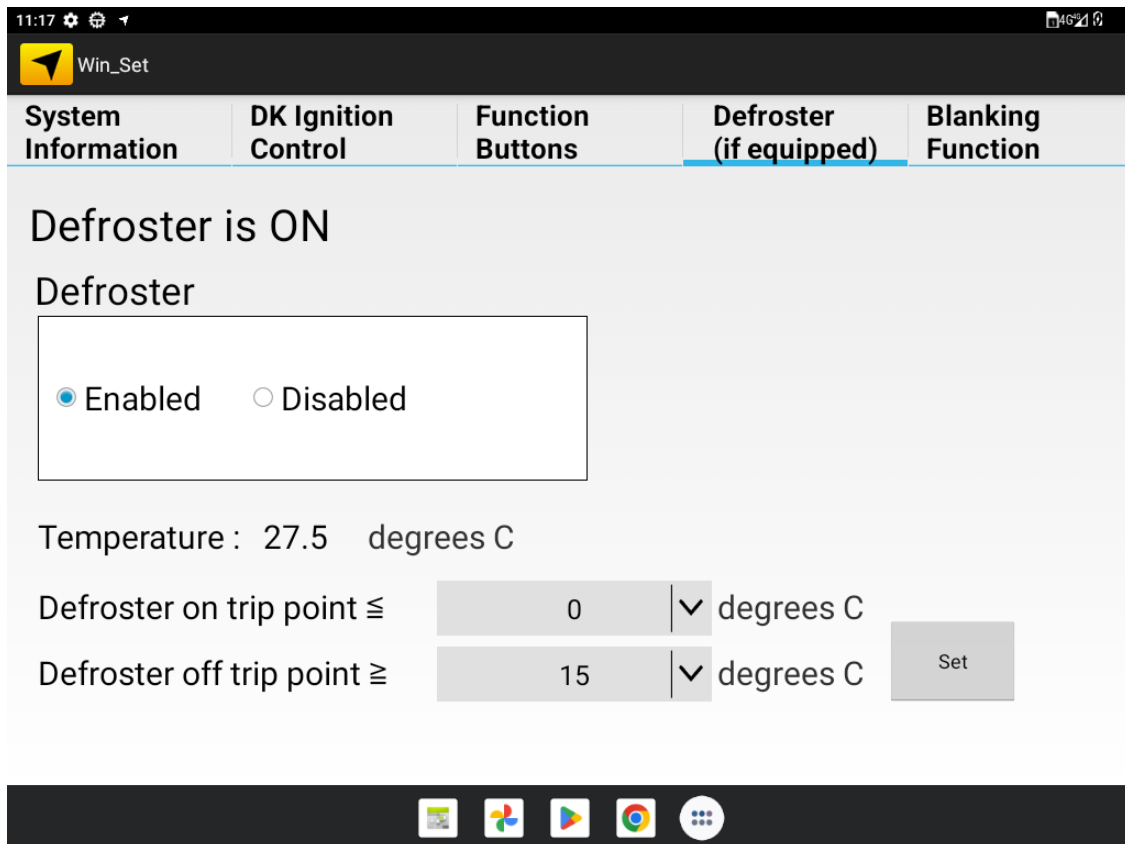 11:17
4G 4G
Win_Set
System Information
DK Ignition Control
Function Buttons
Defroster (if equipped)
Blanking Function
Defroster is ON
Defroster
Enabled Disabled
Temperature : 27.5 degrees C
Defroster on trip point ≦ 0 degrees C
Defroster off trip point ≧ 15 degrees C
Set